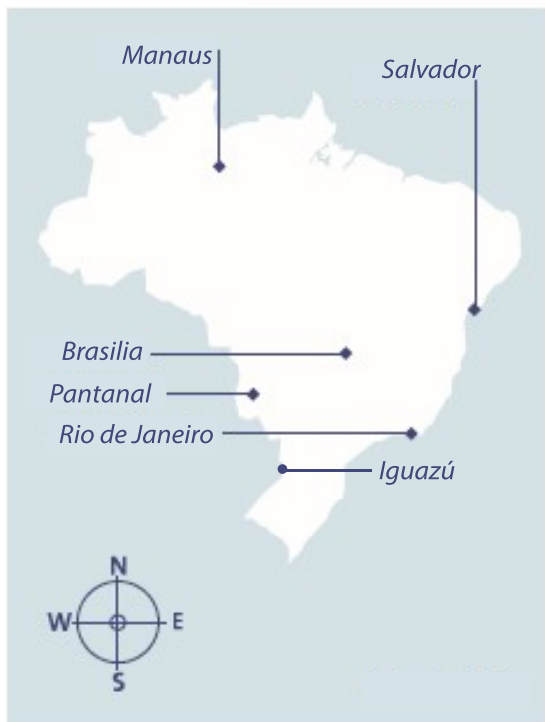 Manaus
Salvador
Brasilia
Pantanal
Rio de Janeiro
Iguazú
N
W E
S